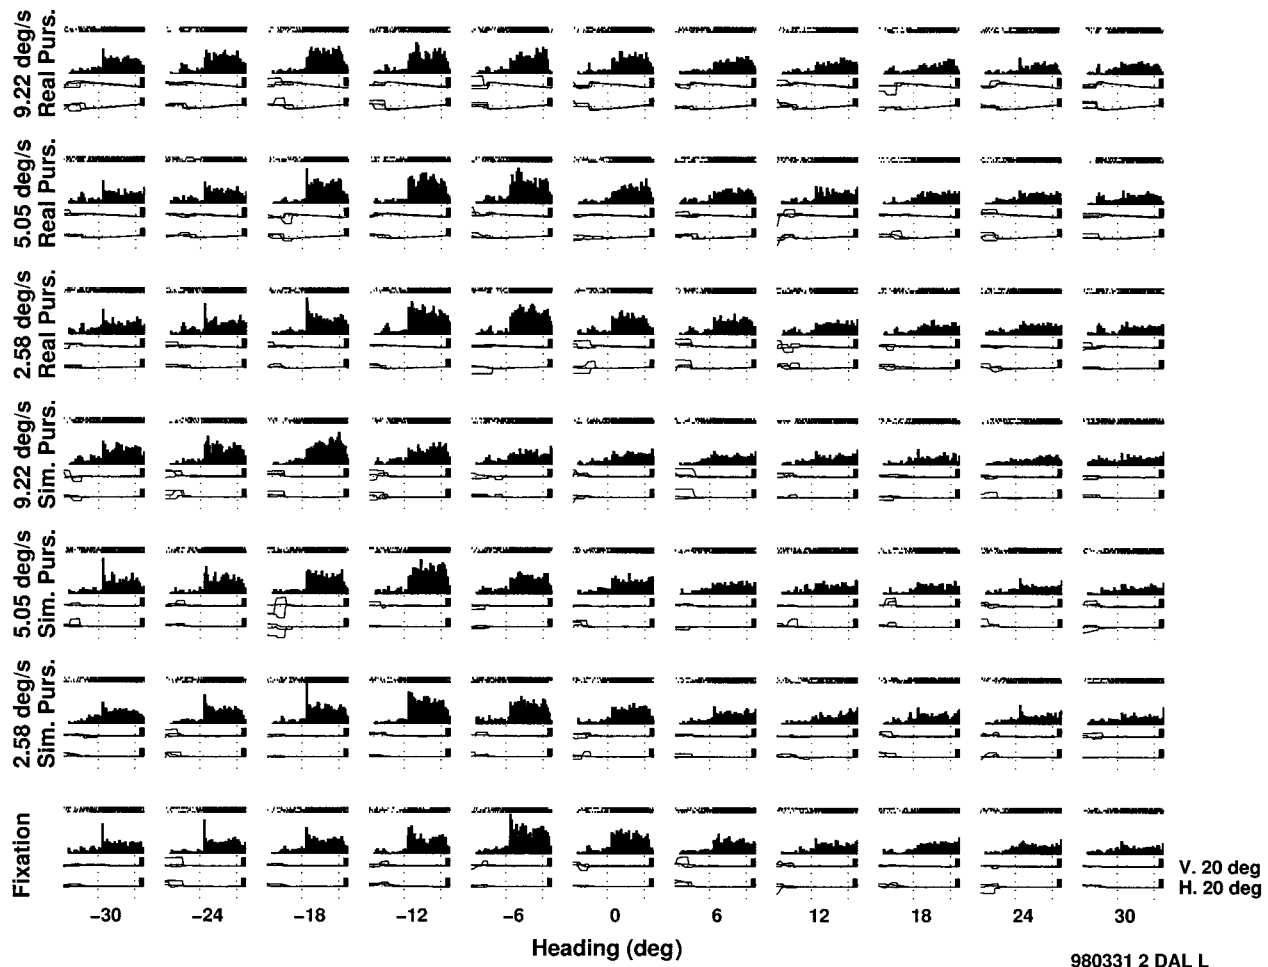 9.22 deg/s
Real Purs.
5.05 deg/s
Real Purs.
2.58 deg/s
Real Purs.
9.22 deg/s
Sim. Purs.
5.05 deg/s
Sim. Purs.
2.58 deg/s
Sim. Purs.
Fixation
V. 20 deg
H. 20 deg
−30 −24 −18 −12 −6 0 6 12 18 24 30
Heading (deg)
980331 2 DAL L